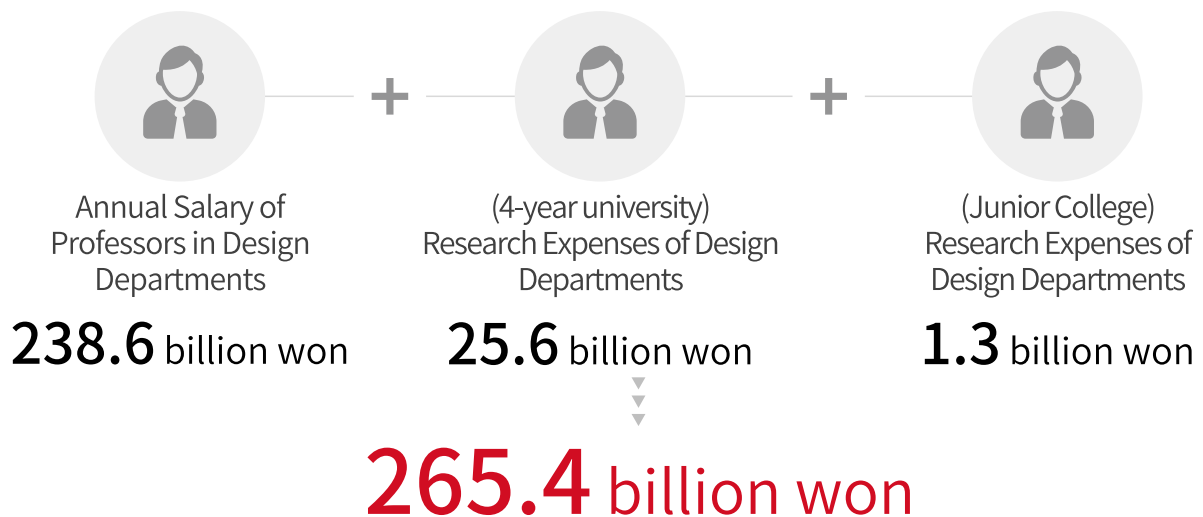 Annual Salary of
Professors in Design
Departments
238.6 billion won
+
(4-year university)
Research Expenses of Design
Departments
25.6 billion won
+
(Junior College)
Research Expenses of
Design Departments
1.3 billion won
265.4 billion won